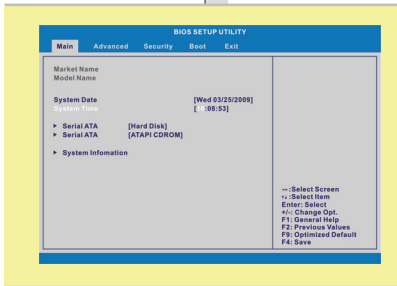 BIOS SETUP UTILITY
Main Advanced Security Boot Exit
Market Name
Model Name
System Date [Wed 03/25/2009]
System Time :08:53]
Serial ATA [Hard Disk]
Serial ATA [ATAPI CDROM]
System Infomation
:Select Screen
:Select Item
Enter: Select
+/-: Change Opt.
F1: General Help
F2: Previous Values
F9: Optimized Default
F4: Save